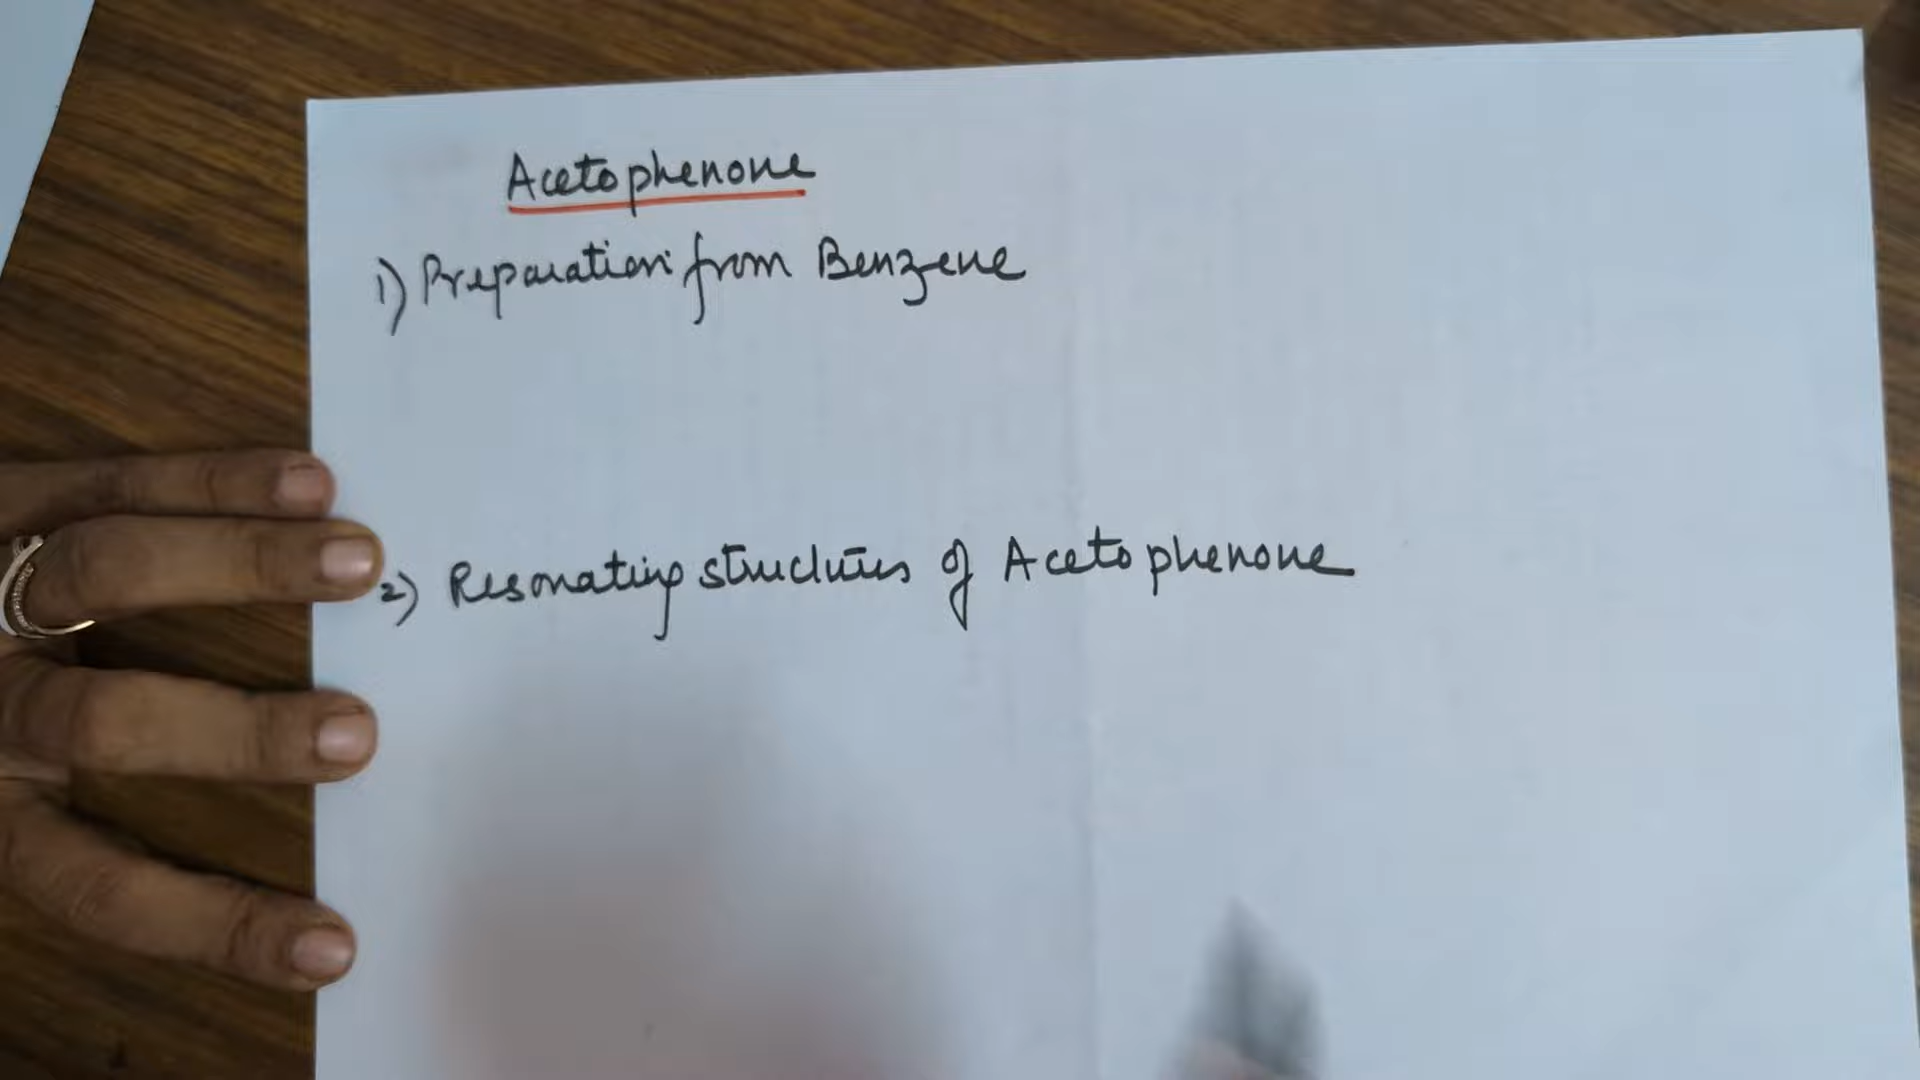 Acetophenone
1) Preparation from Benzene
2) Resonating structures of Acetophenone